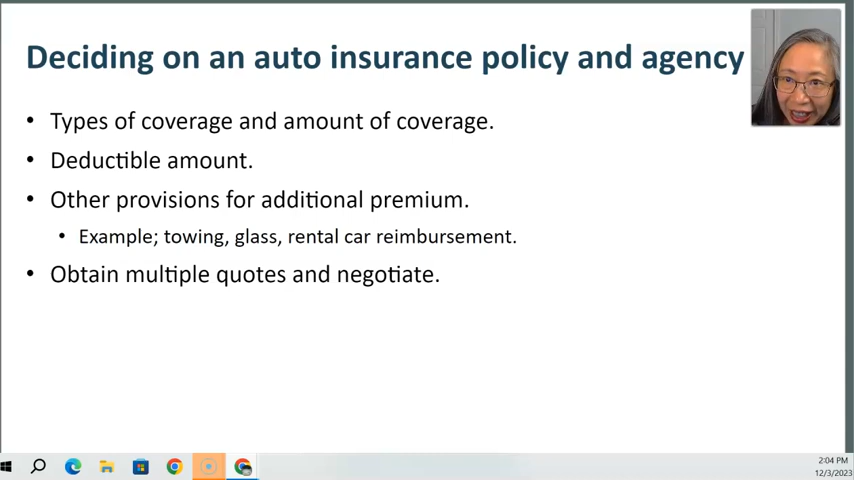 Deciding on an auto insurance policy and agency
• Types of coverage and amount of coverage.
• Deductible amount.
• Other provisions for additional premium.
• Example; towing, glass, rental car reimbursement.
• Obtain multiple quotes and negotiate.
2:04 PM
12/3/2023